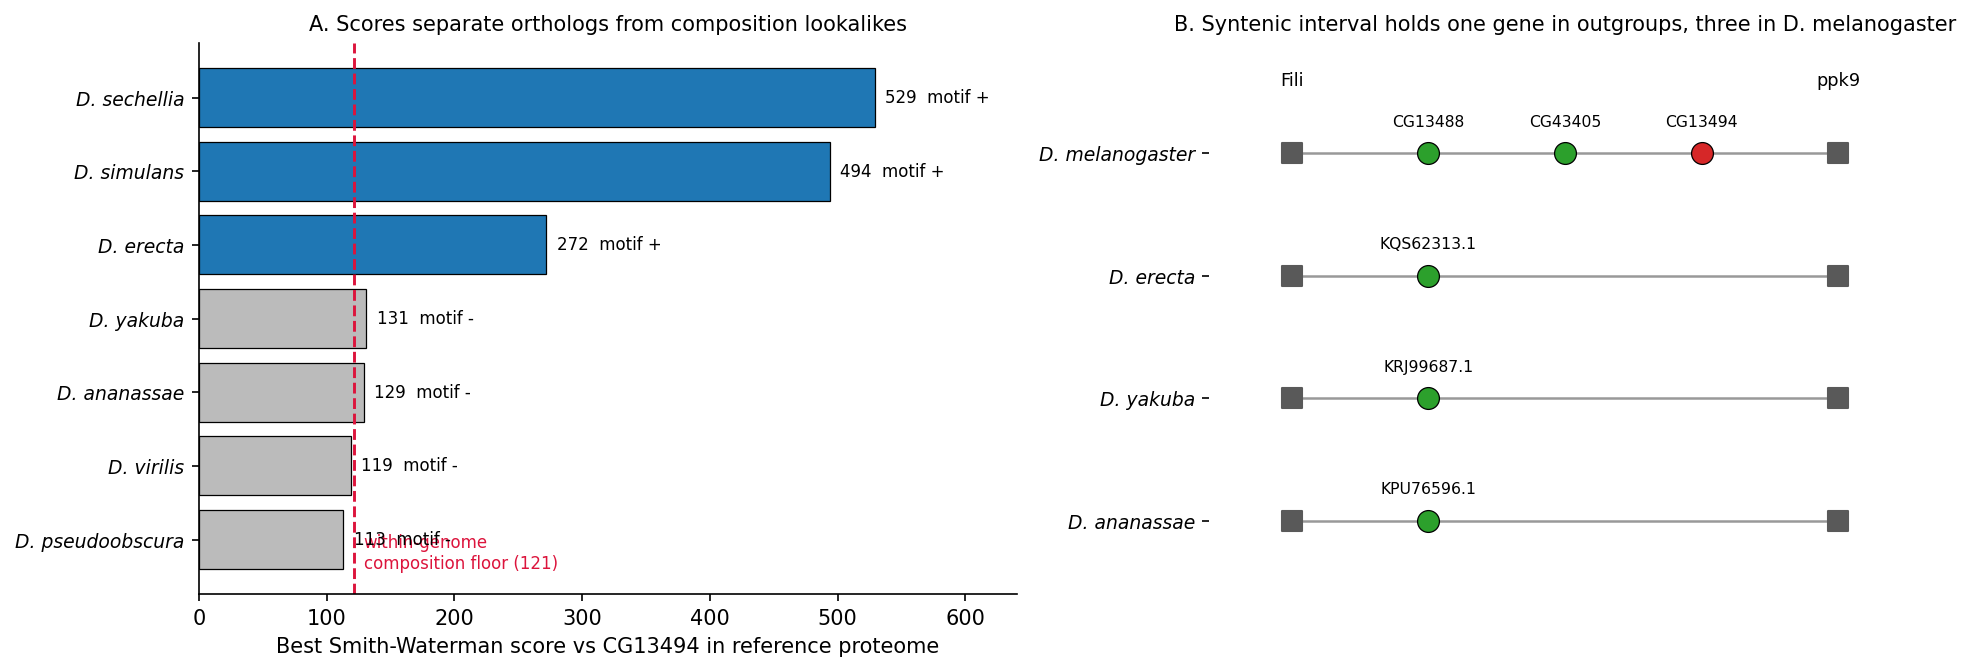 A. Scores separate orthologs from composition lookalikes
D. sechellia
529 motif +
D. simulans
494 motif +
D. erecta
272 motif +
D. yakuba
131 motif -
D. ananassae
129 motif -
D. virilis
119 motif -
D. pseudoobscura
113 motif -
within-genome
composition floor (121)
0 100 200 300 400 500 600
Best Smith-Waterman score vs CG13494 in reference proteome
B. Syntenic interval holds one gene in outgroups, three in D. melanogaster
Fili ppk9
CG13488 CG43405 CG13494
D. melanogaster
KQS62313.1
D. erecta
KRJ99687.1
D. yakuba
KPU76596.1
D. ananassae